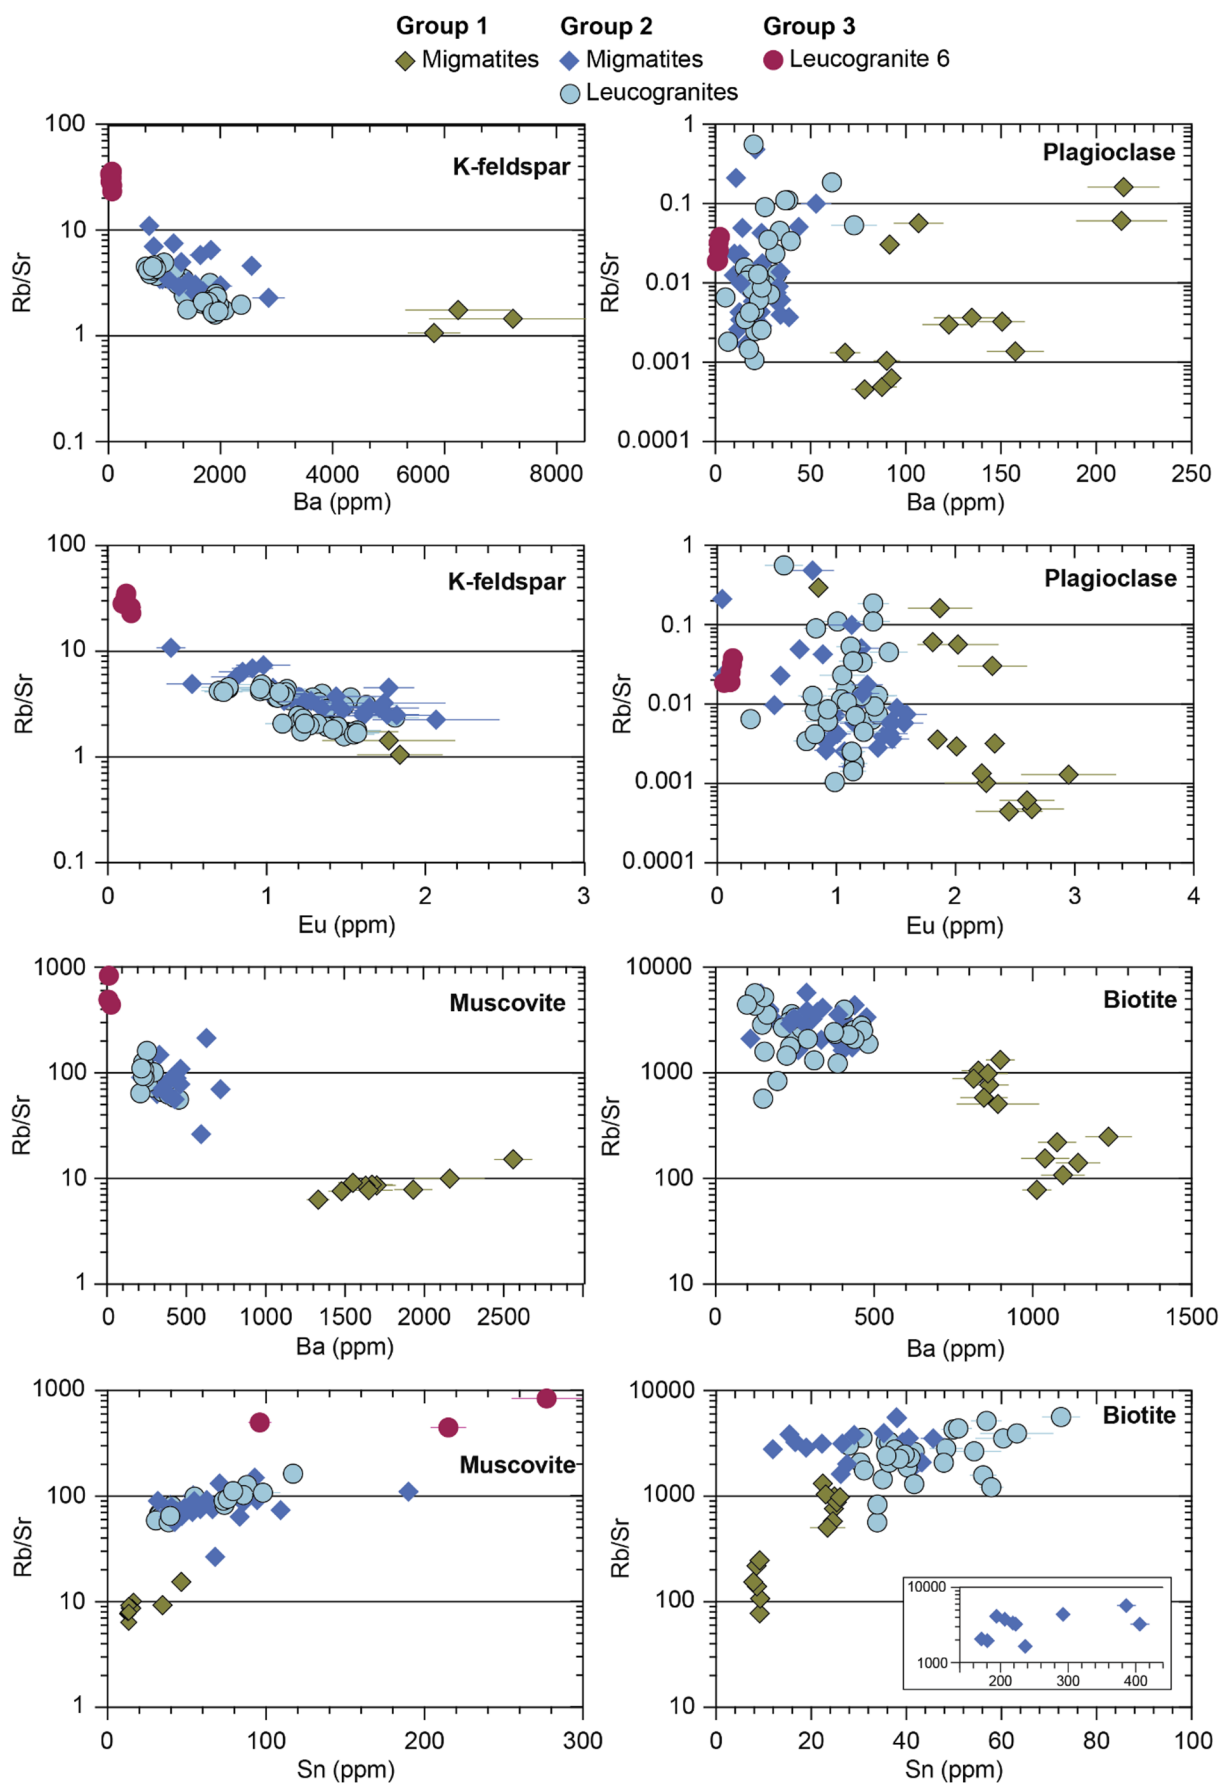 Group 1 Group 2 Group 3
Migmatites Migmatites Leucogranite 6
Leucogranites
100 1
K-feldspar Plagioclase
10 0.1
Rb/Sr Rb/Sr 0.01
1 0.001
0.1 0.0001
0 2000 4000 6000 8000 0 50 100 150 200 250
Ba (ppm) Ba (ppm)
100 1
K-feldspar Plagioclase
10 0.1
Rb/Sr Rb/Sr 0.01
1 0.001
0.1 0.0001
0 1 2 3 0 1 2 3 4
Eu (ppm) Eu (ppm)
1000 10000
Muscovite Biotite
100 1000
Rb/Sr Rb/Sr
10 100
1 10
0 500 1000 1500 2000 2500 0 500 1000 1500
Ba (ppm) Ba (ppm)
1000 10000
Biotite
Muscovite
100 1000
Rb/Sr Rb/Sr
10 100
10000
1000
200 300 400
1 10
0 100 200 300 0 20 40 60 80 100
Sn (ppm) Sn (ppm)